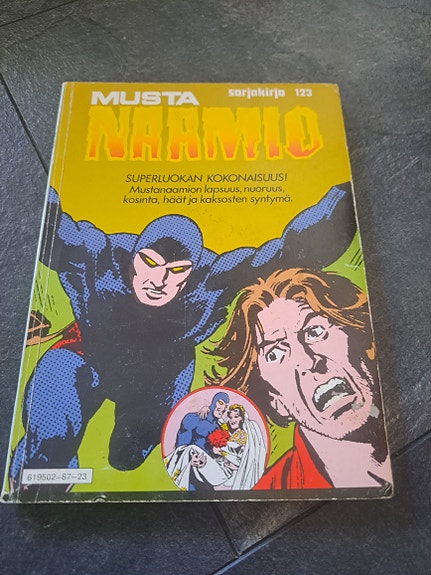 MUSTA
sarjakirja 123
NAAMIO
SUPERLUOKAN KOKONAISUUS!
Mustanaamion lapsuus, nuoruus,
kosinta, häät ja kaksosten syntymä.
619502-87-23